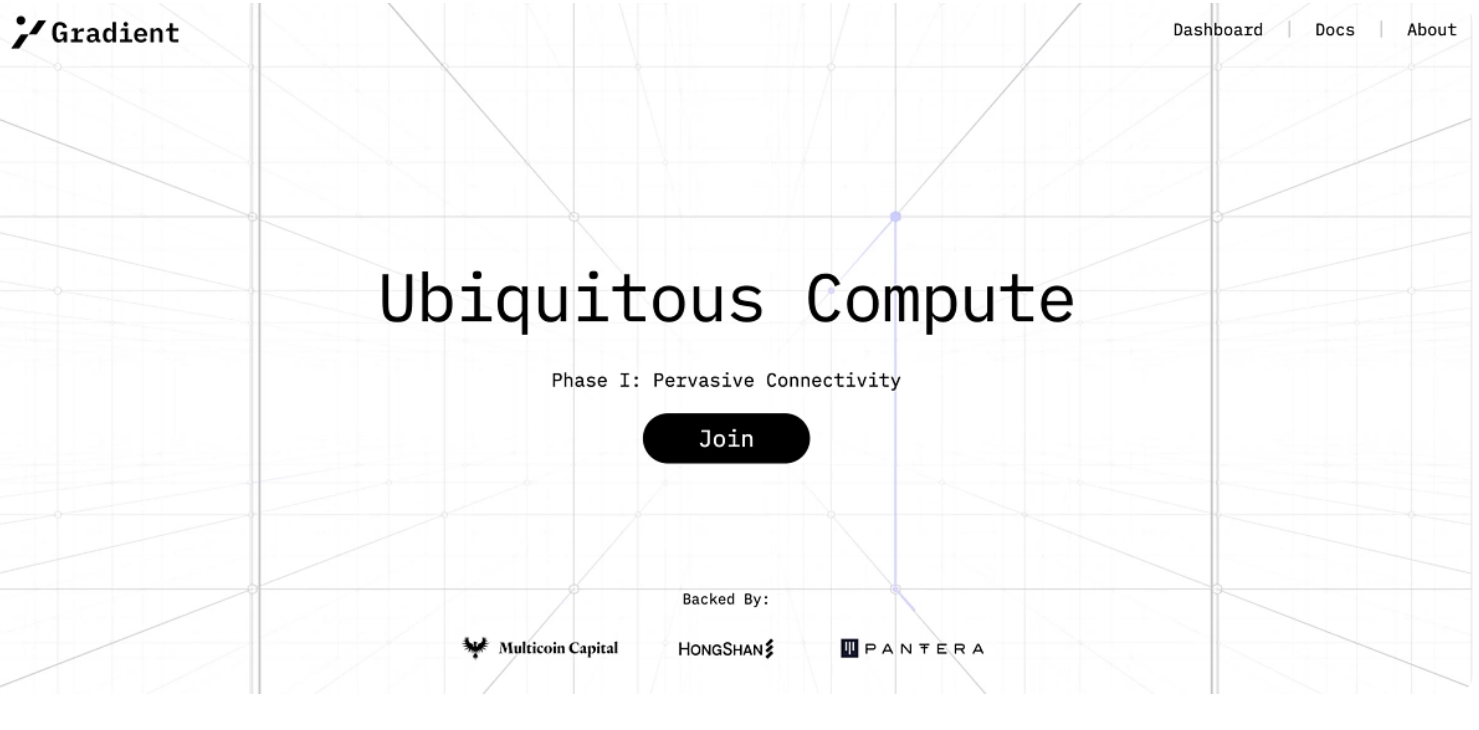 Gradient
Dashboard | Docs | About
Ubiquitous Compute
Phase I: Pervasive Connectivity
Join
Backed By:
Multicoin Capital
HONGSHAN
PANTERA